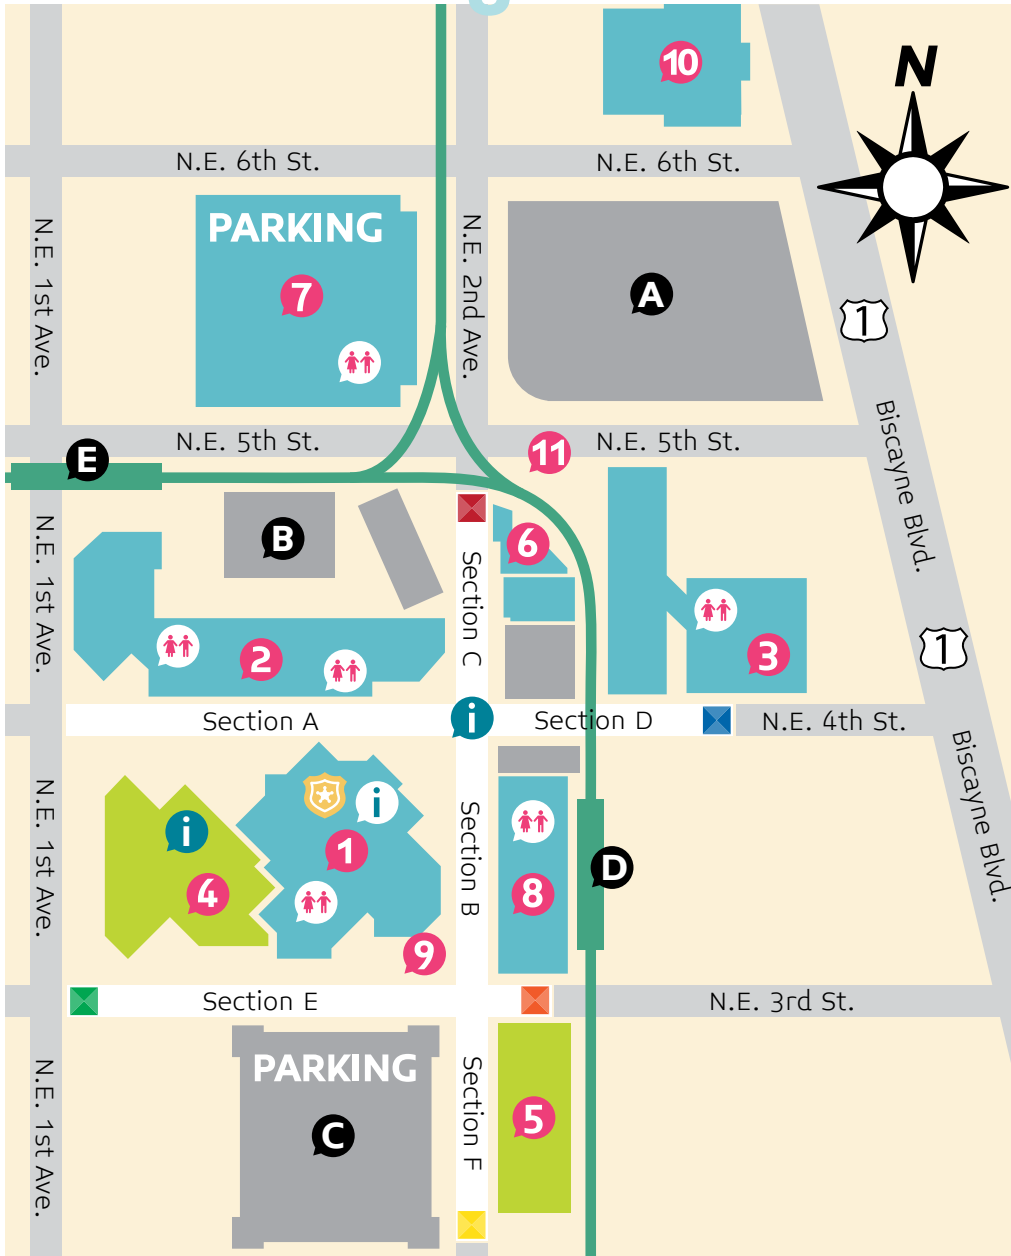 10
N
N.E. 6th St.
N.E. 6th St.
PARKING
N.E. 1st Ave.
N.E. 2nd Ave.
7
A
1
Biscayne Blvd.
N.E. 5th St.
N.E. 5th St.
11
E
B
6
N.E. 1st Ave.
Section C
2
3
1
Section A
i
Section D
N.E. 4th St.
Biscayne Blvd.
N.E. 1st Ave.
i
i
1
Section B
4
8
D
9
Section E
N.E. 3rd St.
N.E. 1st Ave.
PARKING
C
Section F
5